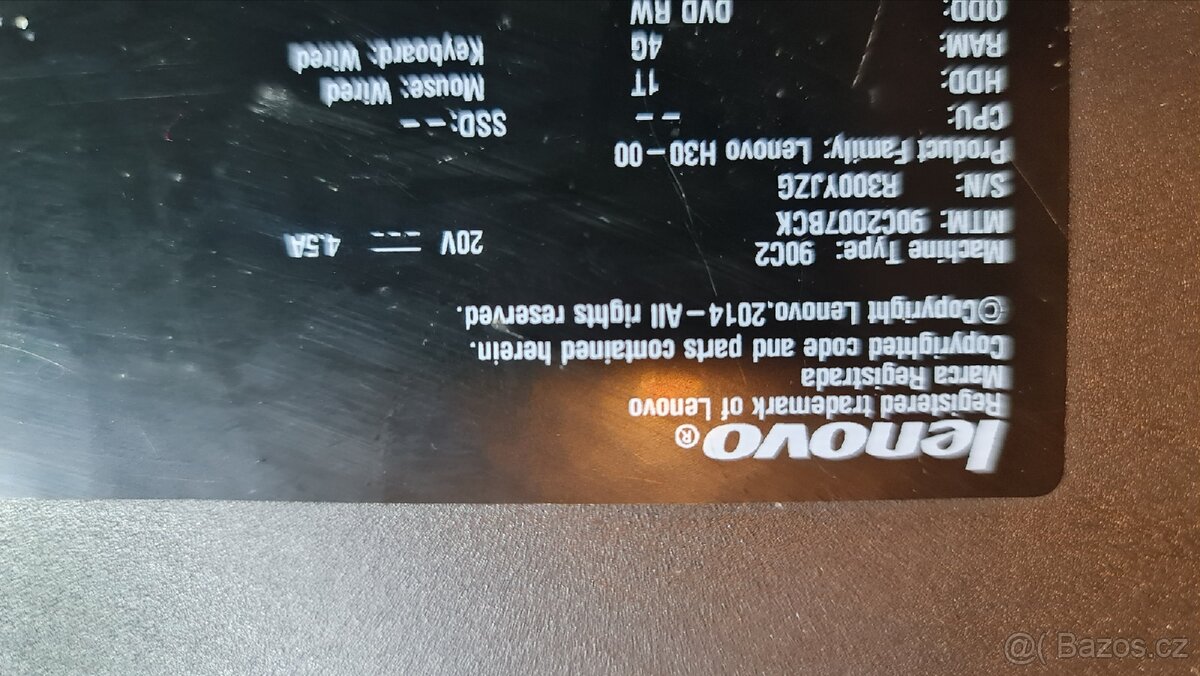 lenovo®
Registered trademark of Lenovo
Marca Registrada
Copyrighted code and parts contained herein.
©Copyright Lenovo.2014-All rights reserved.
Machine Type: 90C2 20V 4.5A
MTM: 90C2007BCK
S/N: R300YJZG
Product Family: Lenovo H30-00
CPU: -- SSD:--
HDD: 1T Mouse: Wired
RAM: 4G Keyboard: Wired
ODD: DVD RW
@( Bazos.cz